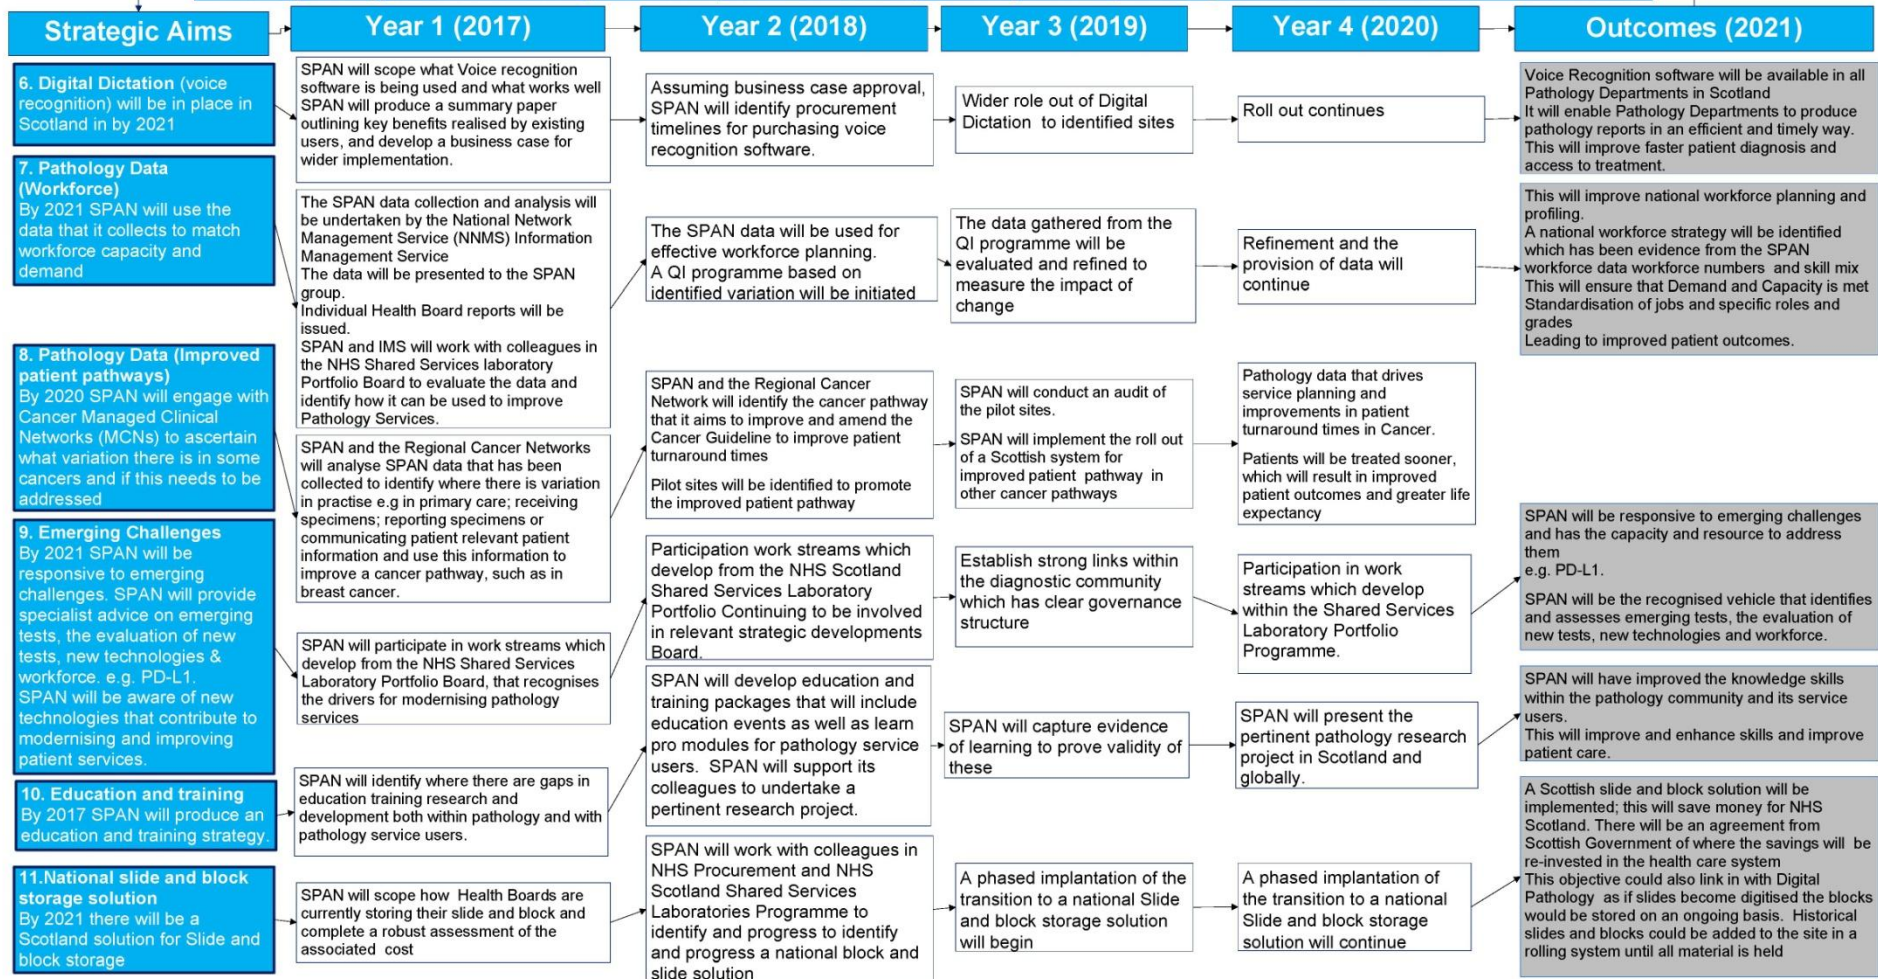 Strategic Aims
Year 1 (2017)
Year 2 (2018)
Year 3 (2019)
Year 4 (2020)
Outcomes (2021)
6. Digital Dictation (voice
recognition) will be in place in
Scotland in by 2021
SPAN will scope what Voice recognition
software is being used and what works well
SPAN will produce a summary paper
outlining key benefits realised by existing
users, and develop a business case for
wider implementation.
Assuming business case approval,
SPAN will identify procurement
timelines for purchasing voice
recognition software.
Wider role out of Digital
Dictation to identified sites
Roll out continues
Voice Recognition software will be available in all
Pathology Departments in Scotland
It will enable Pathology Departments to produce
pathology reports in an efficient and timely way.
This will improve faster patient diagnosis and
access to treatment.
7. Pathology Data
(Workforce)
By 2021 SPAN will use the
data that it collects to match
workforce capacity and
demand
The SPAN data collection and analysis will
be undertaken by the National Network
Management Service (NNMS) Information
Management Service
The data will be presented to the SPAN
group.
Individual Health Board reports will be
issued.
SPAN and IMS will work with colleagues in
the NHS Shared Services laboratory
Portfolio Board to evaluate the data and
identify how it can be used to improve
Pathology Services.
The SPAN data will be used for
effective workforce planning.
A QI programme based on
identified variation will be initiated
The data gathered from the
QI programme will be
evaluated and refined to
measure the impact of
change
Refinement and the
provision of data will
continue
This will improve national workforce planning and
profiling.
A national workforce strategy will be identified
which has been evidence from the SPAN
workforce data workforce numbers and skill mix
This will ensure that Demand and Capacity is met
Standardisation of jobs and specific roles and
grades
Leading to improved patient outcomes.
8. Pathology Data (Improved
patient pathways)
By 2020 SPAN will engage with
Cancer Managed Clinical
Networks (MCNs) to ascertain
what variation there is in some
cancers and if this needs to be
addressed
SPAN and the Regional Cancer Networks
will analyse SPAN data that has been
collected to identify where there is variation
in practise e.g in primary care; receiving
specimens; reporting specimens or
communicating patient relevant patient
information and use this information to
improve a cancer pathway, such as in
breast cancer.
SPAN and the Regional Cancer
Network will identify the cancer pathway
that it aims to improve and amend the
Cancer Guideline to improve patient
turnaround times
Pilot sites will be identified to promote
the improved patient pathway
SPAN will conduct an audit of
the pilot sites.
SPAN will implement the roll out
of a Scottish system for
improved patient pathway in
other cancer pathways
Pathology data that drives
service planning and
improvements in patient
turnaround times in Cancer.
Patients will be treated sooner,
which will result in improved
patient outcomes and greater life
expectancy
9. Emerging Challenges
By 2021 SPAN will be
responsive to emerging
challenges. SPAN will provide
specialist advice on emerging
tests, the evaluation of new
tests, new technologies &
workforce. e.g. PD-L1.
SPAN will be aware of new
technologies that contribute to
modernising and improving
patient services.
SPAN will participate in work streams which
develop from the NHS Shared Services
Laboratory Portfolio Board, that recognises
the drivers for modernising pathology
services
Participation work streams which
develop from the NHS Scotland
Shared Services Laboratory
Portfolio Continuing to be involved
in relevant strategic developments
Board.
Establish strong links within
the diagnostic community
which has clear governance
structure
Participation in work
streams which develop
within the Shared Services
Laboratory Portfolio
Programme.
SPAN will be responsive to emerging challenges
and has the capacity and resource to address
them
e.g. PD-L1.
SPAN will be the recognised vehicle that identifies
and assesses emerging tests, the evaluation of
new tests, new technologies and workforce.
10. Education and training
By 2017 SPAN will produce an
education and training strategy.
SPAN will identify where there are gaps in
education training research and
development both within pathology and with
pathology service users.
SPAN will develop education and
training packages that will include
education events as well as learn
pro modules for pathology service
users. SPAN will support its
colleagues to undertake a
pertinent research project.
SPAN will capture evidence
of learning to prove validity of
these
SPAN will present the
pertinent pathology research
project in Scotland and
globally.
SPAN will have improved the knowledge skills
within the pathology community and its service
users.
This will improve and enhance skills and improve
patient care.
11.National slide and block
storage solution
By 2021 there will be a
Scotland solution for Slide and
block storage
SPAN will scope how Health Boards are
currently storing their slide and block and
complete a robust assessment of the
associated cost
SPAN will work with colleagues in
NHS Procurement and NHS
Scotland Shared Services
Laboratories Programme to
identify and progress to identify
and progress a national block and
slide solution
A phased implantation of the
transition to a national Slide
and block storage solution
will begin
A phased implantation of
the transition to a national
Slide and block storage
solution will continue
A Scottish slide and block solution will be
implemented; this will save money for NHS
Scotland. There will be an agreement from
Scottish Government of where the savings will be
re-invested in the health care system
This objective could also link in with Digital
Pathology as if slides become digitised the blocks
would be stored on an ongoing basis. Historical
slides and blocks could be added to the site in a
rolling system until all material is held